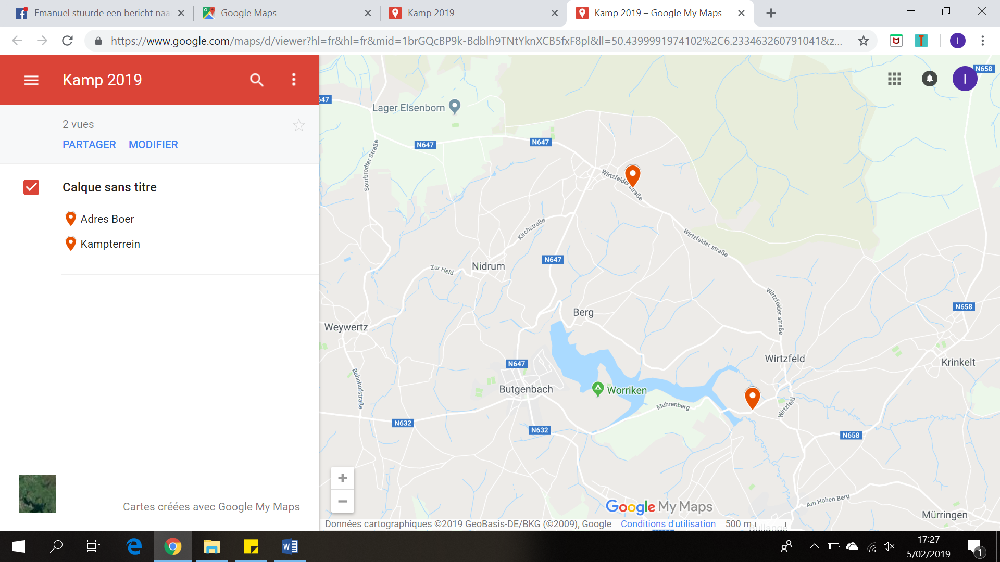 Emanuel stuurde een bericht naa
Google Maps
Kamp 2019
Kamp 2019 – Google My Maps
https://www.google.com/maps/d/viewer?hl=fr&hl=fr&mid=1brGQcBP9k-Bdblh9TNtYknXCB5fxF8pl&ll=50.4399991974102%2C6.233463260791041&z...
I
Kamp 2019
2 vues
PARTAGER MODIFIER
Calque sans titre
Adres Boer
Kampterrein
Cartes créées avec Google My Maps
N658
I
647
Lager Elsenborn
N647
N647
Sourbrodter Straße
Wirtzfelder Straße
Kirchstraße
Wirtzfelder straße
N647
Nidrum
Zur Held
Wirtzfelder straße
N658
Berg
Weywertz
Wirtzfeld
Krinkelt
N647
Bahnhofstraße
Butgenbach
Worriken
Muhrenberg
Wirtzfeld
N632
N632
N658
Am Hohen Berg
Mürringen
Google My Maps
Données cartographiques ©2019 GeoBasis-DE/BKG (©2009), Google Conditions d'utilisation 500 m
17:27
5/02/2019
1